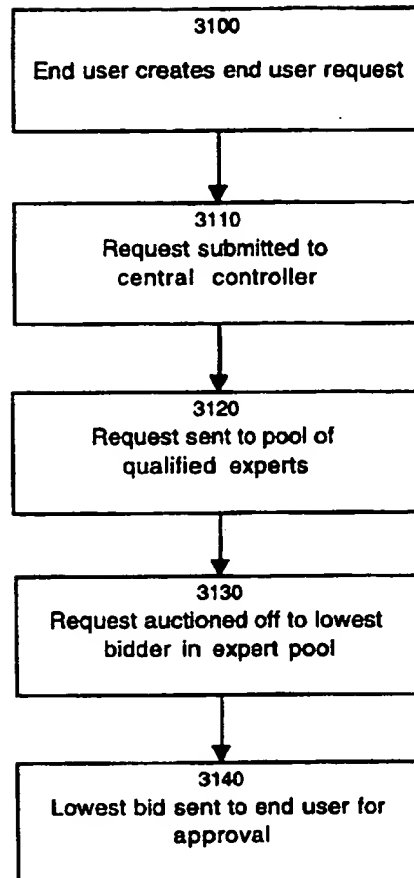 3100
End user creates end user request
3110
Request submitted to
central controller
3120
Request sent to pool of
qualified experts
3130
Request auctioned off to lowest
bidder in expert pool
3140
Lowest bid sent to end user for
approval